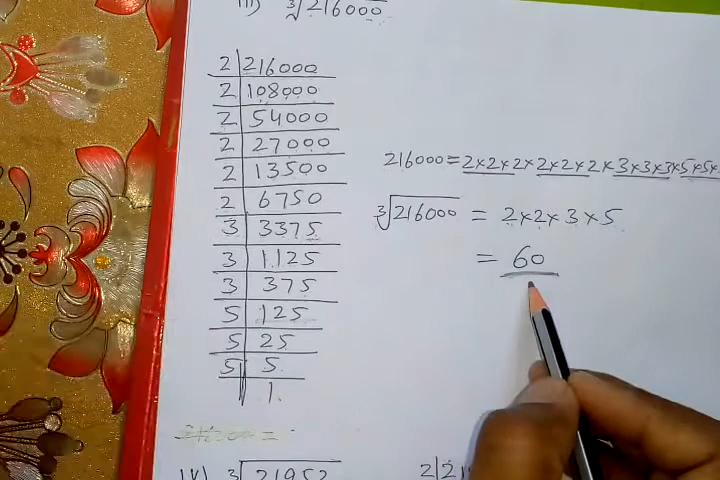 III) ∛216000
2 | 216000
2 | 108000
2 | 54000
2 | 27000
2 | 13500
2 | 6750
3 | 3375
3 | 1125
3 | 375
5 | 125
5 | 25
5 | 5
1
216000 = 2×2×2×2×2×2×3×3×3×5×5×
∛216000 = 2×2×3×5
= 60
216000 =
IV) ∛21952
2 | 21